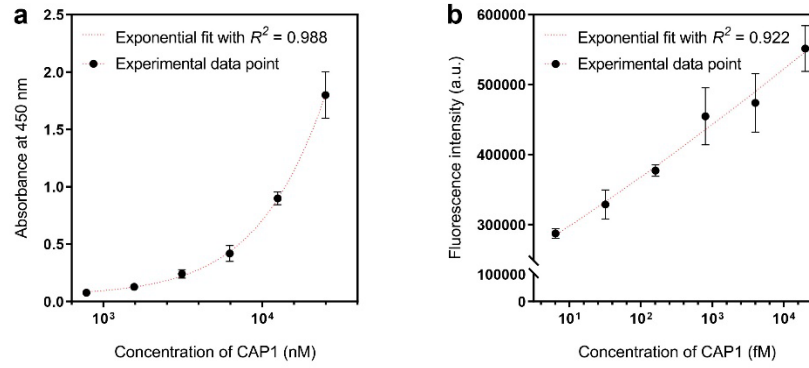 a
Exponential fit with R² = 0.988
Experimental data point
Absorbance at 450 nm
2.5
2.0
1.5
1.0
0.5
0.0
10³
10⁴
Concentration of CAP1 (nM)
b
Exponential fit with R² = 0.922
Experimental data point
Fluorescence intensity (a.u.)
600000
500000
400000
300000
100000
0
10¹
10²
10³
10⁴
Concentration of CAP1 (fM)